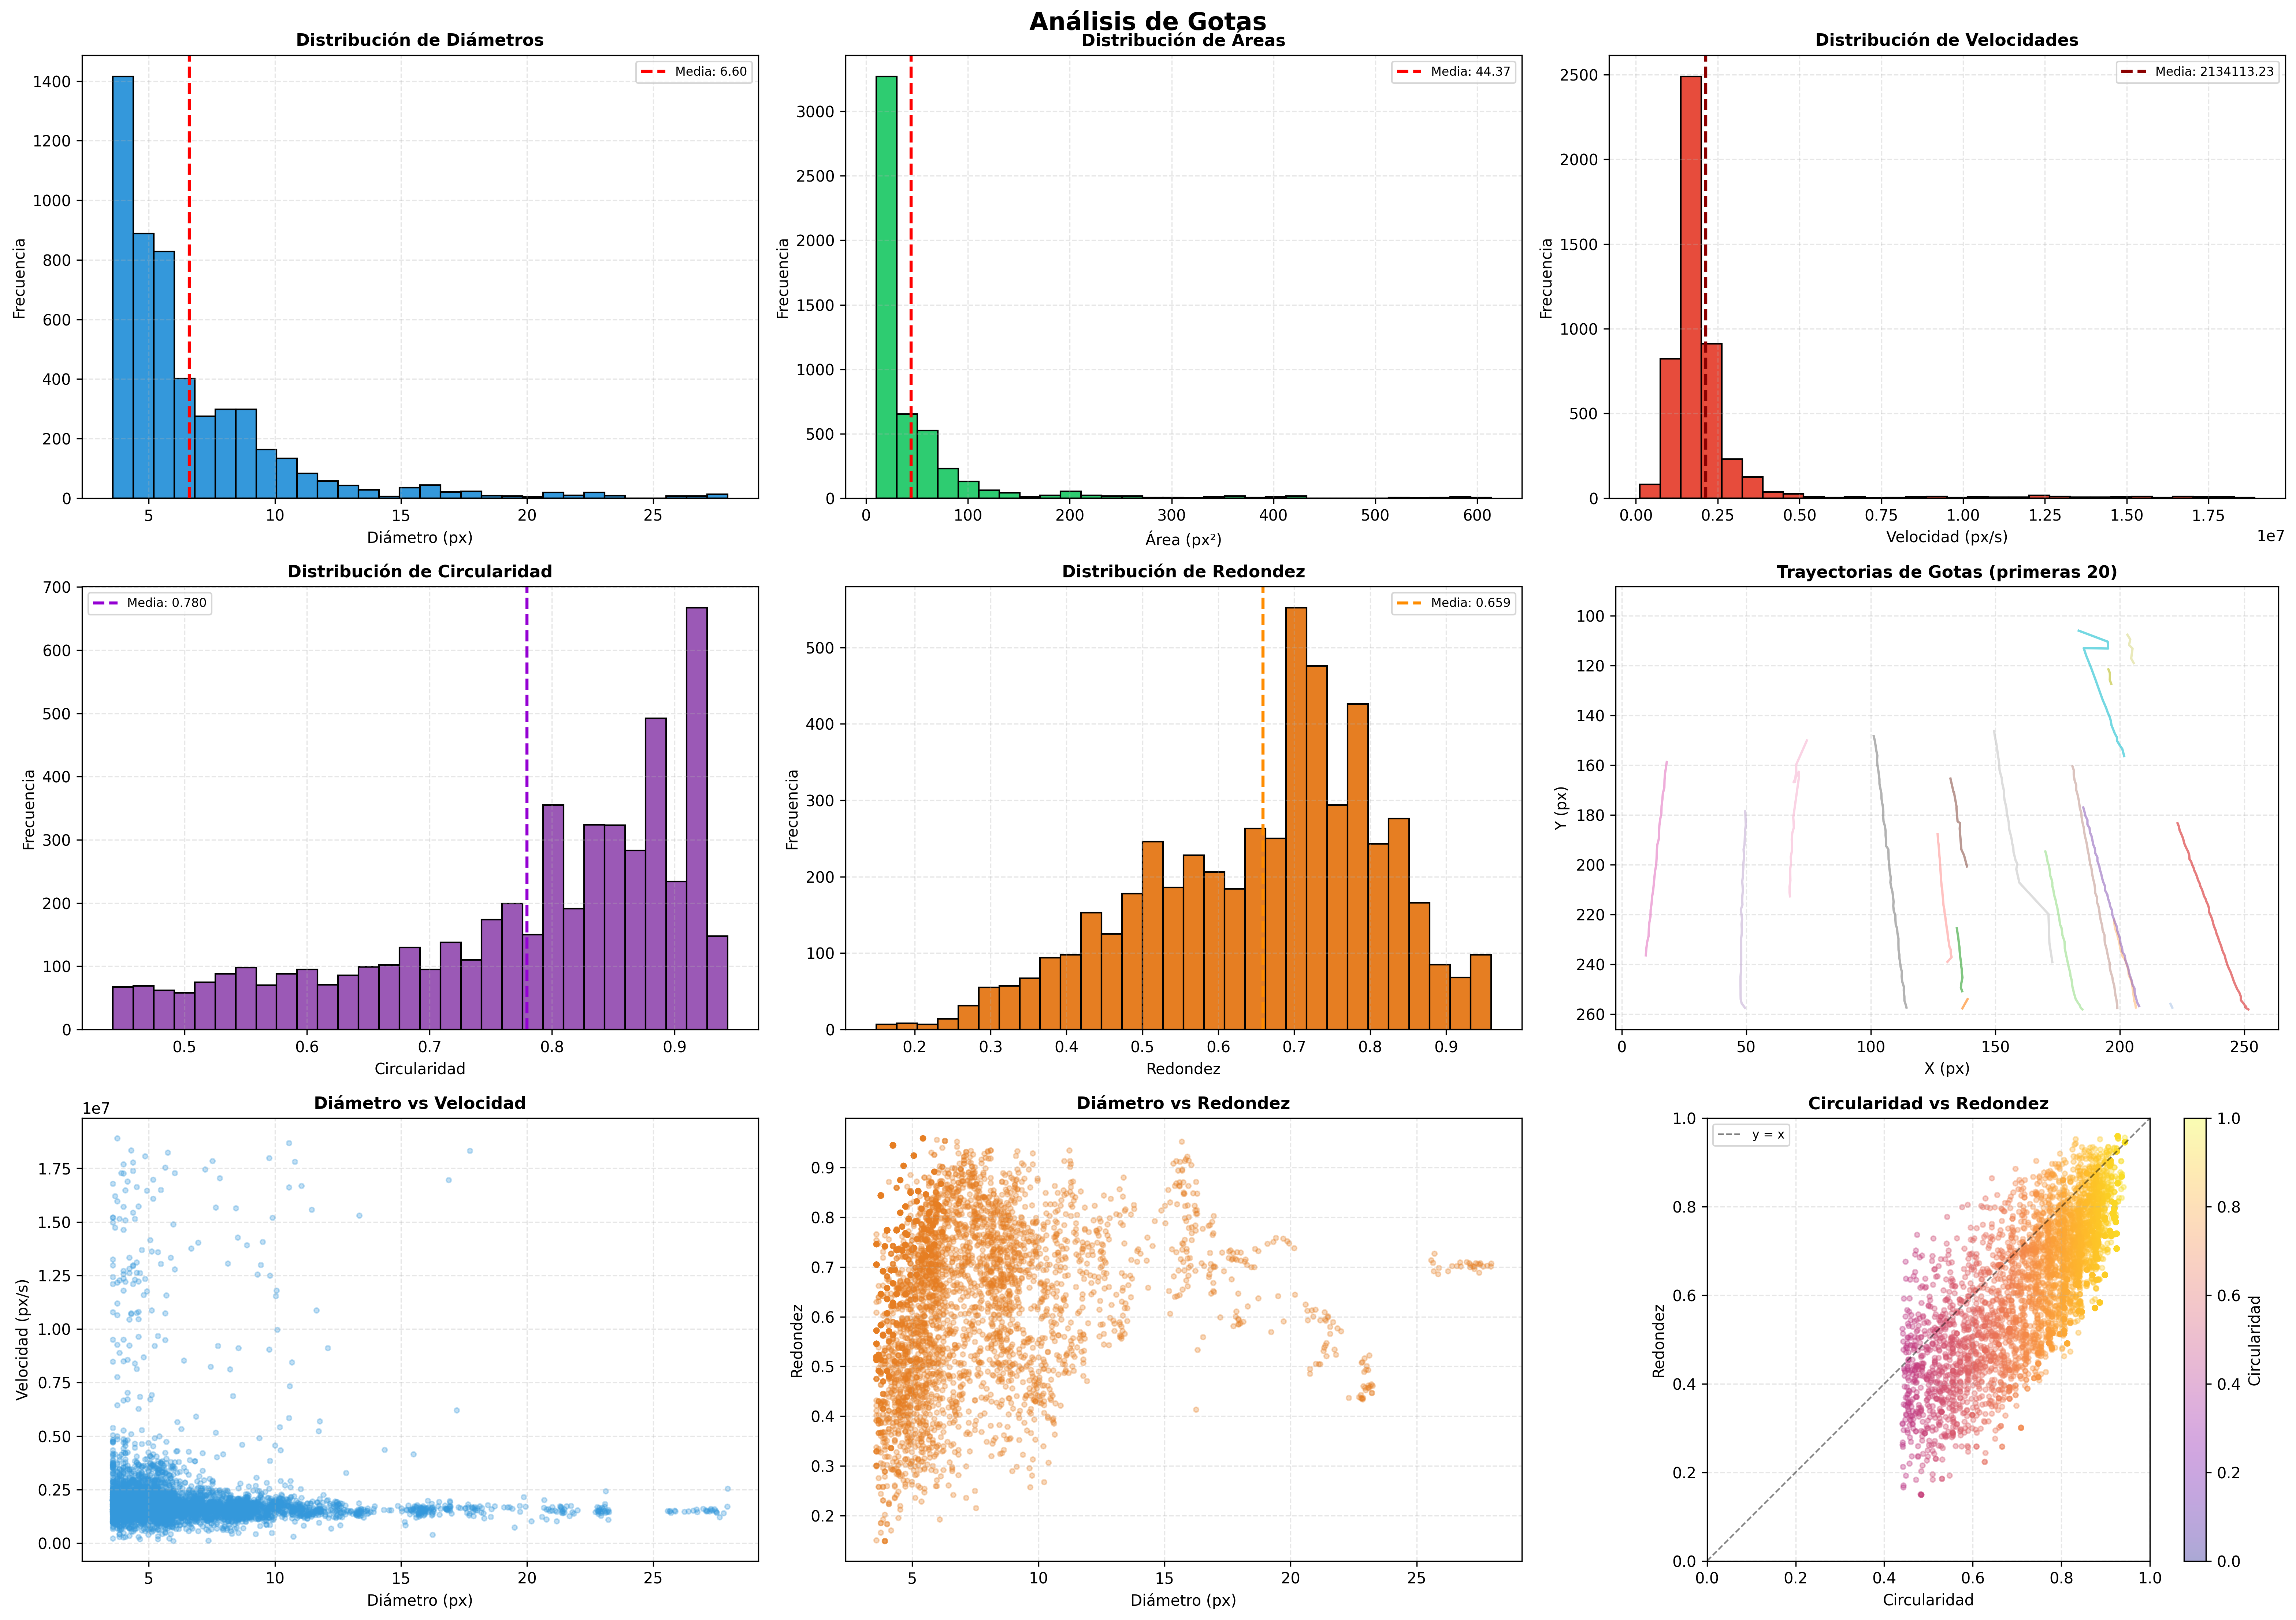 Análisis de Gotas
Distribución de Diámetros
Frecuencia
1400
1200
1000
800
600
400
200
0
Media: 6.60
5 10 15 20 25
Diámetro (px)
Distribución de Áreas
Frecuencia
3000
2500
2000
1500
1000
500
0
Media: 44.37
0 100 200 300 400 500 600
Área (px²)
Distribución de Velocidades
Frecuencia
2500
2000
1500
1000
500
0
Media: 2134113.23
0.00 0.25 0.50 0.75 1.00 1.25 1.50 1.75
1e7
Velocidad (px/s)
Distribución de Circularidad
Frecuencia
700
600
500
400
300
200
100
0
Media: 0.780
0.5 0.6 0.7 0.8 0.9
Circularidad
Distribución de Redondez
Frecuencia
500
400
300
200
100
0
Media: 0.659
0.2 0.3 0.4 0.5 0.6 0.7 0.8 0.9
Redondez
Trayectorias de Gotas (primeras 20)
Y (px)
100
120
140
160
180
200
220
240
260
0 50 100 150 200 250
X (px)
Diámetro vs Velocidad
1e7
Velocidad (px/s)
1.75
1.50
1.25
1.00
0.75
0.50
0.25
0.00
5 10 15 20 25
Diámetro (px)
Diámetro vs Redondez
Redondez
0.9
0.8
0.7
0.6
0.5
0.4
0.3
0.2
5 10 15 20 25
Diámetro (px)
Circularidad vs Redondez
Redondez
1.0
0.8
0.6
0.4
0.2
0.0
y = x
0.0 0.2 0.4 0.6 0.8 1.0
Circularidad
1.0
0.8
0.6
0.4
0.2
0.0
Circularidad